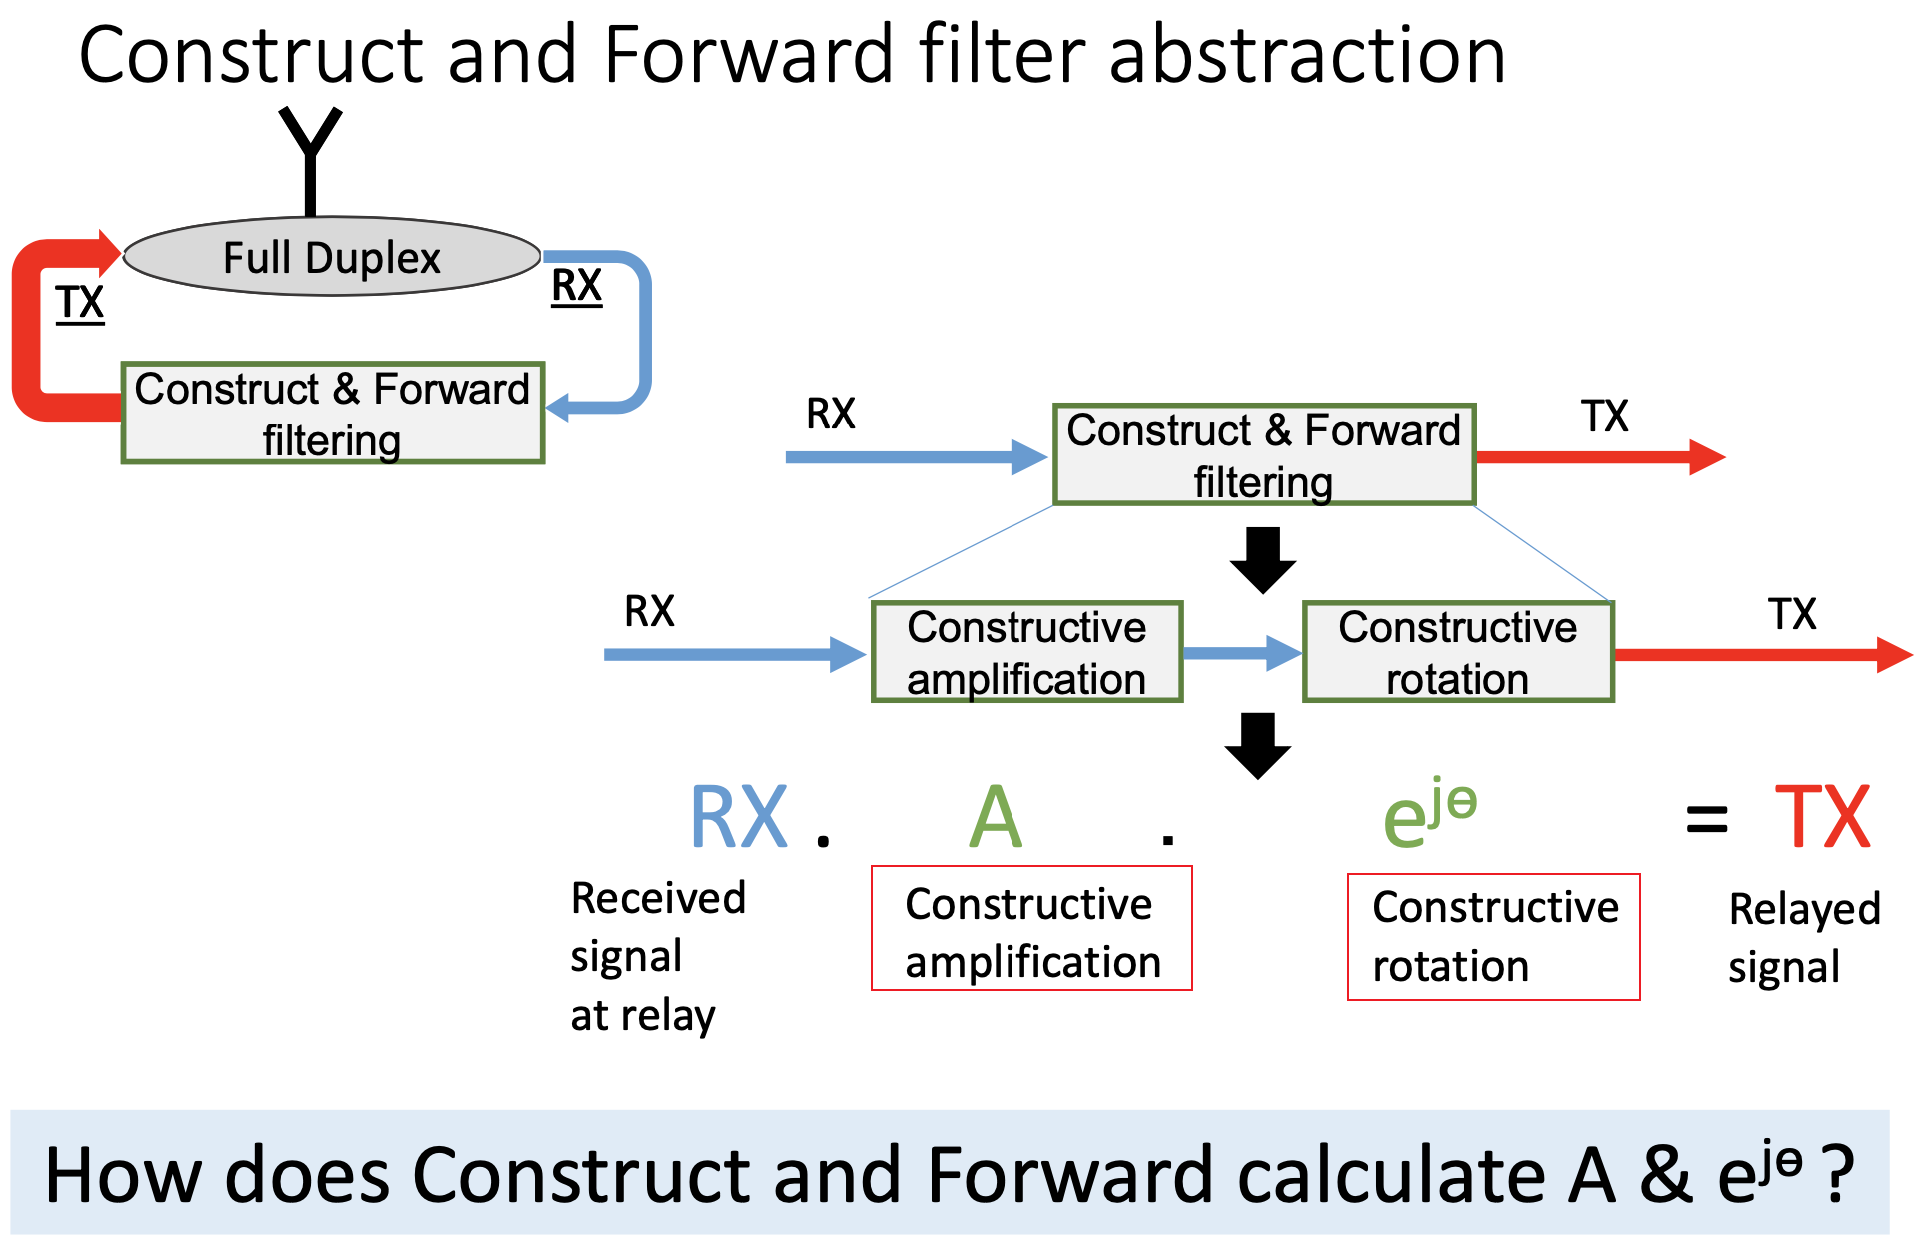 Construct and Forward filter abstraction
Full Duplex
TX
RX
Construct & Forward
filtering
RX
Construct & Forward
filtering
TX
RX
Constructive
amplification
Constructive
rotation
TX
RX . A . e^jɵ = TX
Received
signal
at relay
Constructive
amplification
Constructive
rotation
Relayed
signal
How does Construct and Forward calculate A & e^jɵ ?